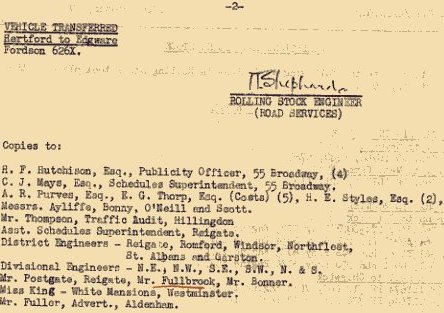 -2-
VEHICLE TRANSFERRED
Hertford to Edgware
Fordson 626X.
ROLLING STOCK ENGINEER
(ROAD SERVICES)
Copies to:
H. F. Hutchison, Esq., Publicity Officer, 55 Broadway, (4)
C. J. Mays, Esq., Schedules Superintendent, 55 Broadway.
A. R. Purves, Esq., E. G. Thorp, Esq. (Costs) (5), H. E. Styles, Esq. (2),
Messrs. Ayliffe, Bonny, O'Neill and Scott.
Mr. Thompson, Traffic Audit, Hillingdon
Asst. Schedules Superintendent, Reigate.
District Engineers - Reigate, Romford, Windsor, Northfleet,
St. Albans and Garston.
Divisional Engineers - N.E., N.W., S.E., S.W., N. & S.
Mr. Postgate, Reigate, Mr. Fullbrook, Mr. Bonner.
Miss King - White Mansions, Westminster.
Mr. Fuller, Advert., Aldenham.